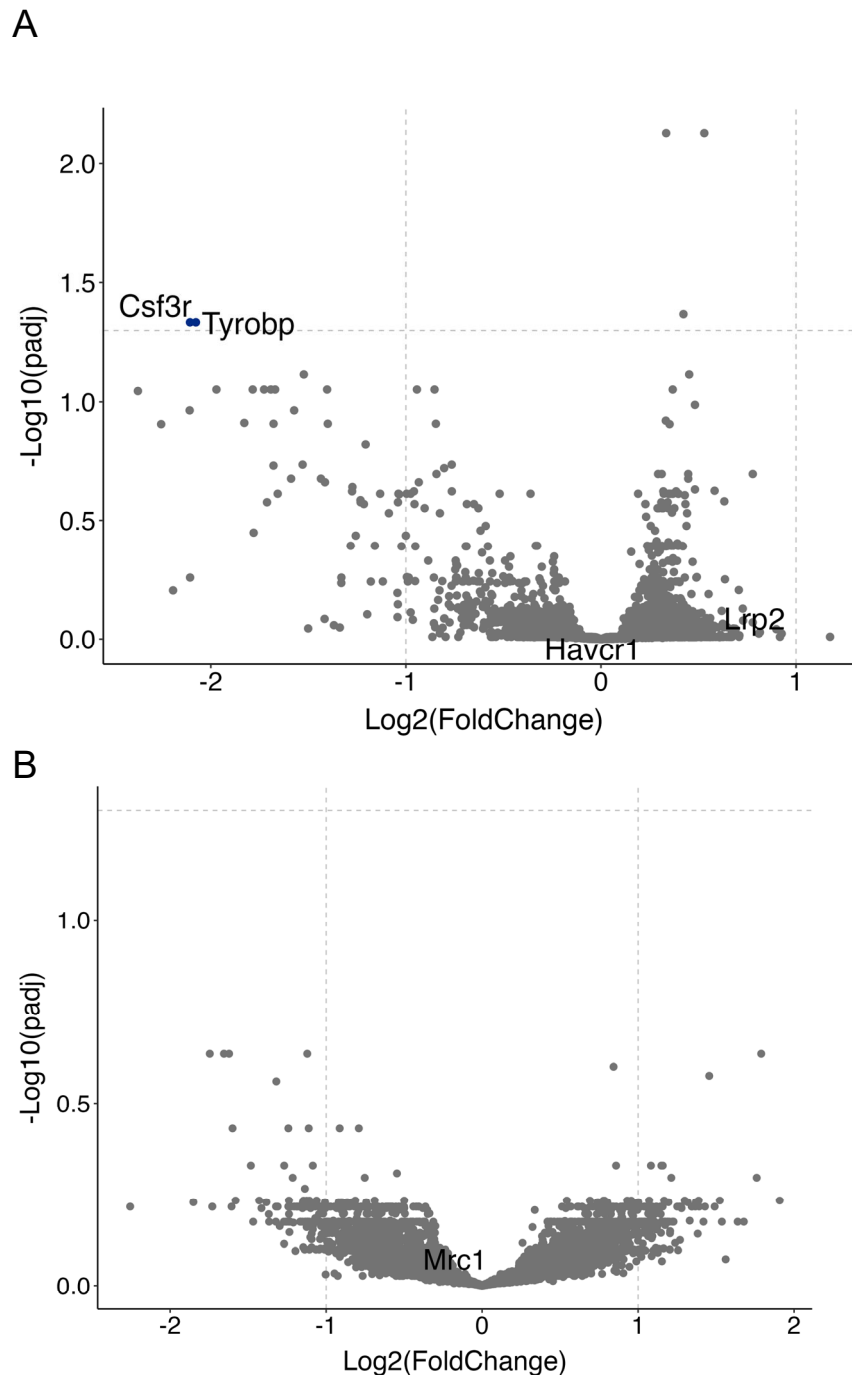 A
2.0
1.5
Csf3r
Tyrobp
-Log10(padj)
1.0
0.5
Lrp2
0.0
Havcr1
-2 -1 0 1
Log2(FoldChange)
B
1.0
-Log10(padj)
0.5
Mrc1
0.0
-2 -1 0 1 2
Log2(FoldChange)